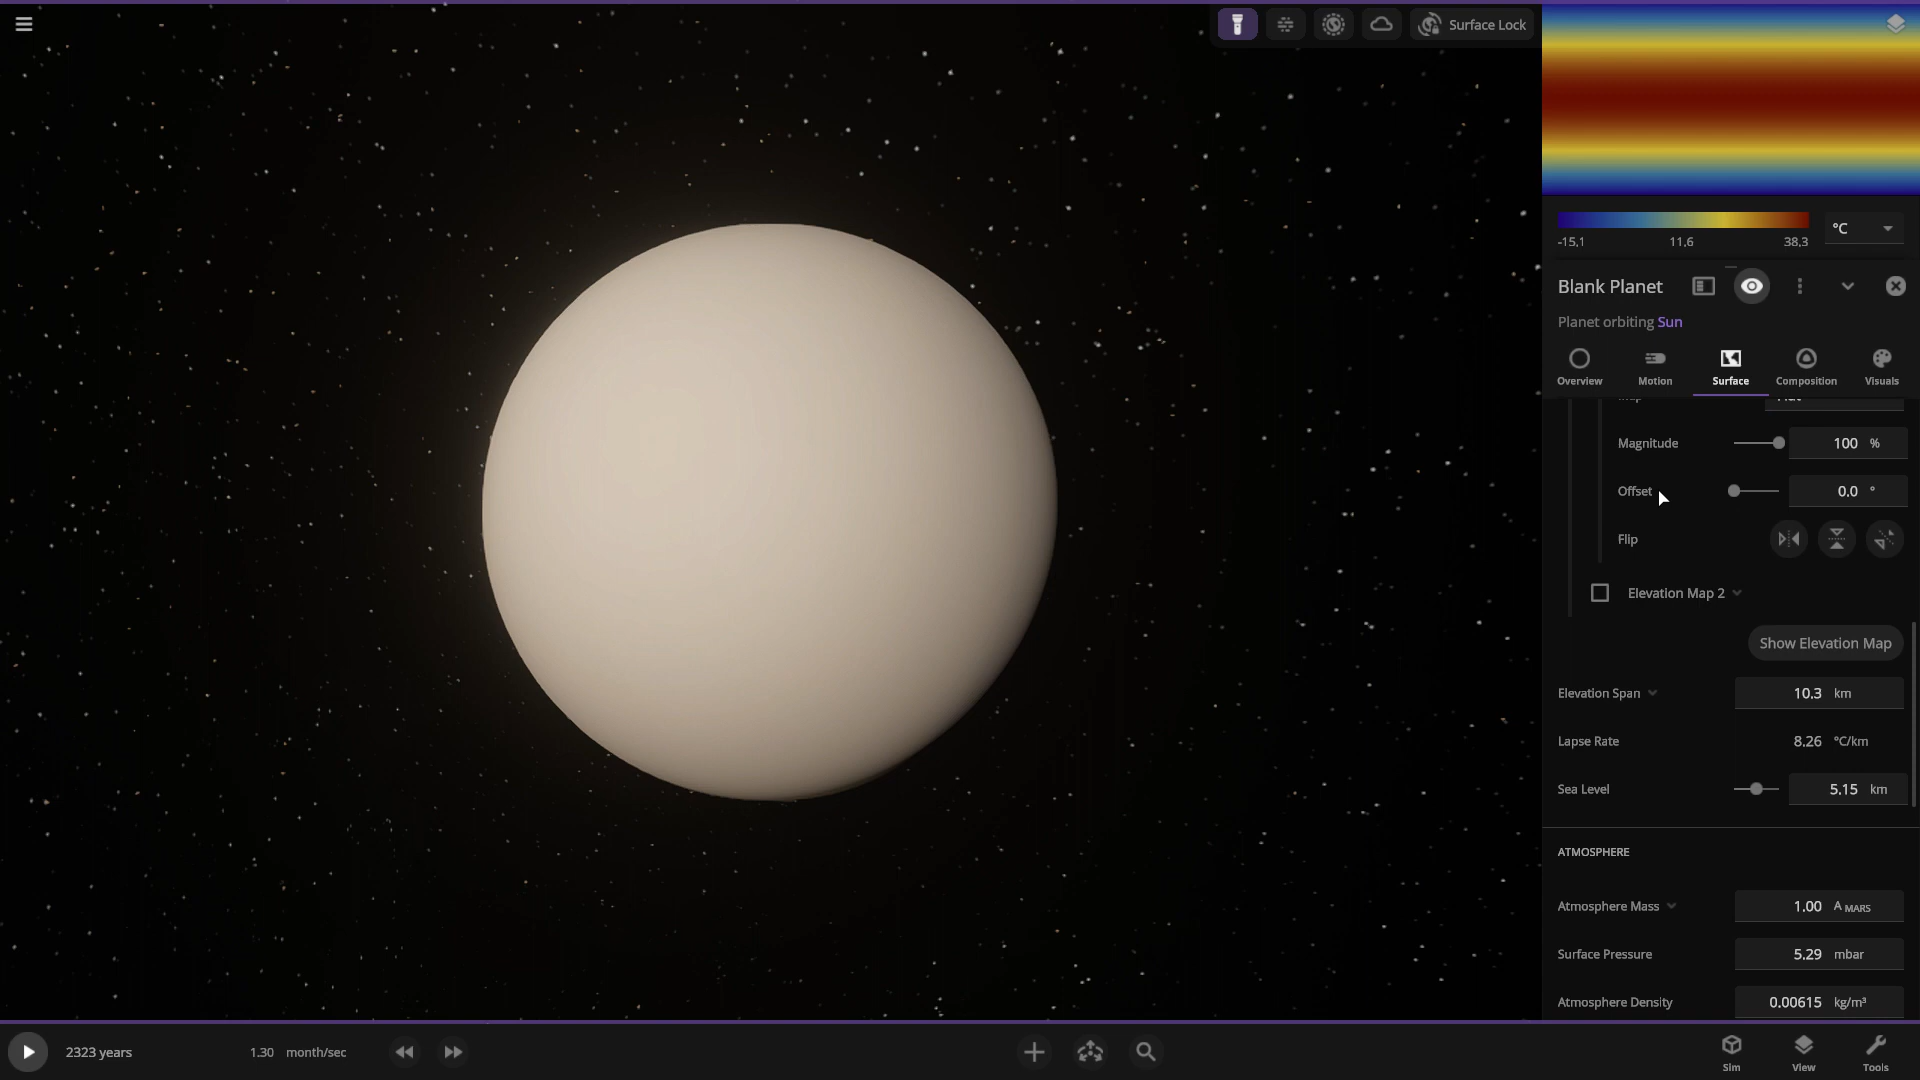 Surface Lock
°C
-15,1
11,6
38,3
Blank Planet
Planet orbiting Sun
Overview
Motion
Surface
Composition
Visuals
Magnitude
100 %
Offset
0.0 °
Flip
Elevation Map 2
Show Elevation Map
Elevation Span
10.3 km
Lapse Rate
8.26 °C/km
Sea Level
5.15 km
ATMOSPHERE
Atmosphere Mass
1.00 A MARS
Surface Pressure
5.29 mbar
Atmosphere Density
0.00615 kg/m³
2323 years
1.30 month/sec
Sim
View
Tools